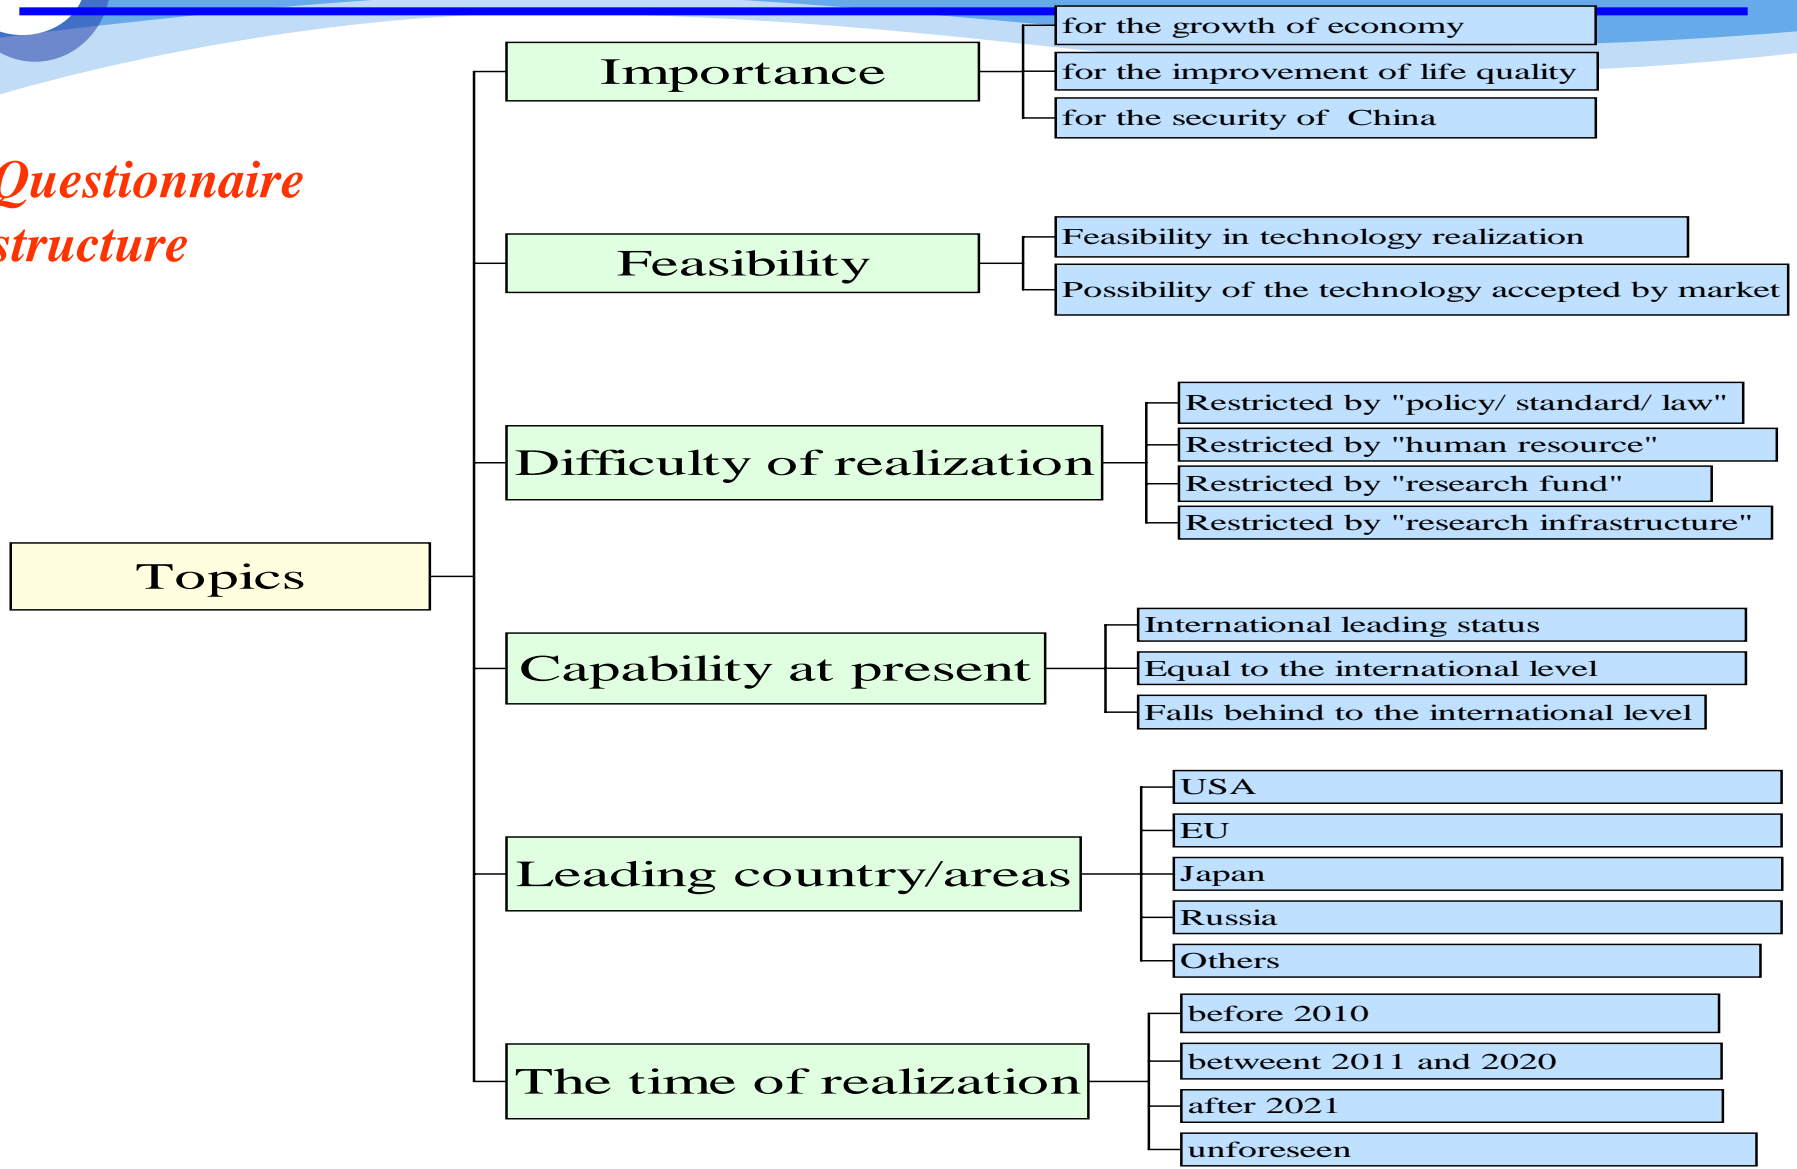 Questionnaire
structure
Topics
Importance
for the growth of economy
for the improvement of life quality
for the security of  China
Feasibility
Feasibility in technology realization
Possibility of the technology accepted by market
Difficulty of realization
Restricted by "policy/ standard/ law"
Restricted by "human resource"
Restricted by "research fund"
Restricted by "research infrastructure"
Capability at present
International leading status
Equal to the international level
Falls behind to the international level
Leading country/areas
USA
EU
Japan
Russia
Others
The time of realization
before 2010
betweent 2011 and 2020
after 2021
unforeseen